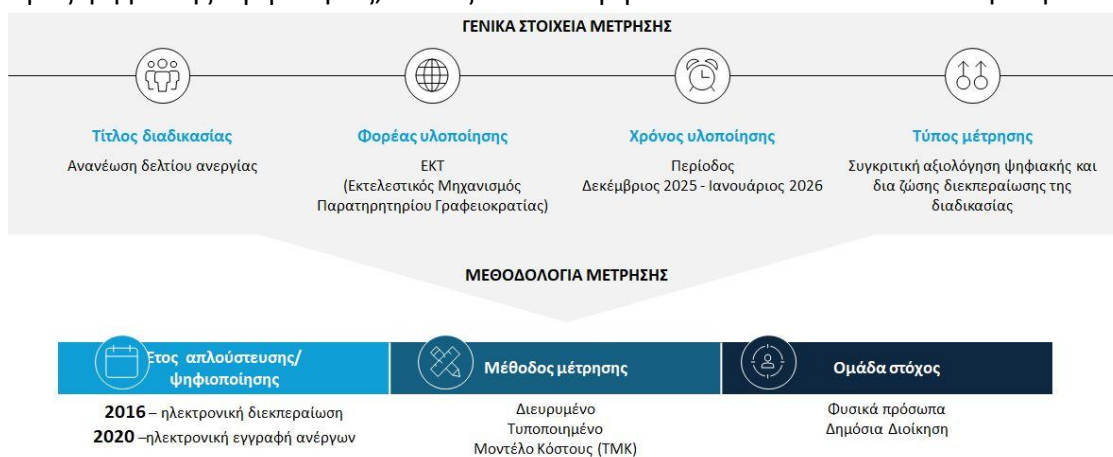 ΓΕΝΙΚΑ ΣΤΟΙΧΕΙΑ ΜΕΤΡΗΣΗΣ
Τίτλος διαδικασίας
Ανανέωση δελτίου ανεργίας
Φορέας υλοποίησης
ΕΚΤ
(Εκτελεστικός Μηχανισμός
Παρατηρητηρίου Γραφειοκρατίας)
Χρόνος υλοποίησης
Περίοδος
Δεκέμβριος 2025 - Ιανουάριος 2026
Τύπος μέτρησης
Συγκριτική αξιολόγηση ψηφιακής και
δια ζώσης διεκπεραίωσης της
διαδικασίας
ΜΕΘΟΔΟΛΟΓΙΑ ΜΕΤΡΗΣΗΣ
Έτος απλούστευσης/
ψηφιοποίησης
2016 – ηλεκτρονική διεκπεραίωση
2020 –ηλεκτρονική εγγραφή ανέργων
Μέθοδος μέτρησης
Διευρυμένο
Τυποποιημένο
Μοντέλο Κόστους (ΤΜΚ)
Ομάδα στόχος
Φυσικά πρόσωπα
Δημόσια Διοίκηση